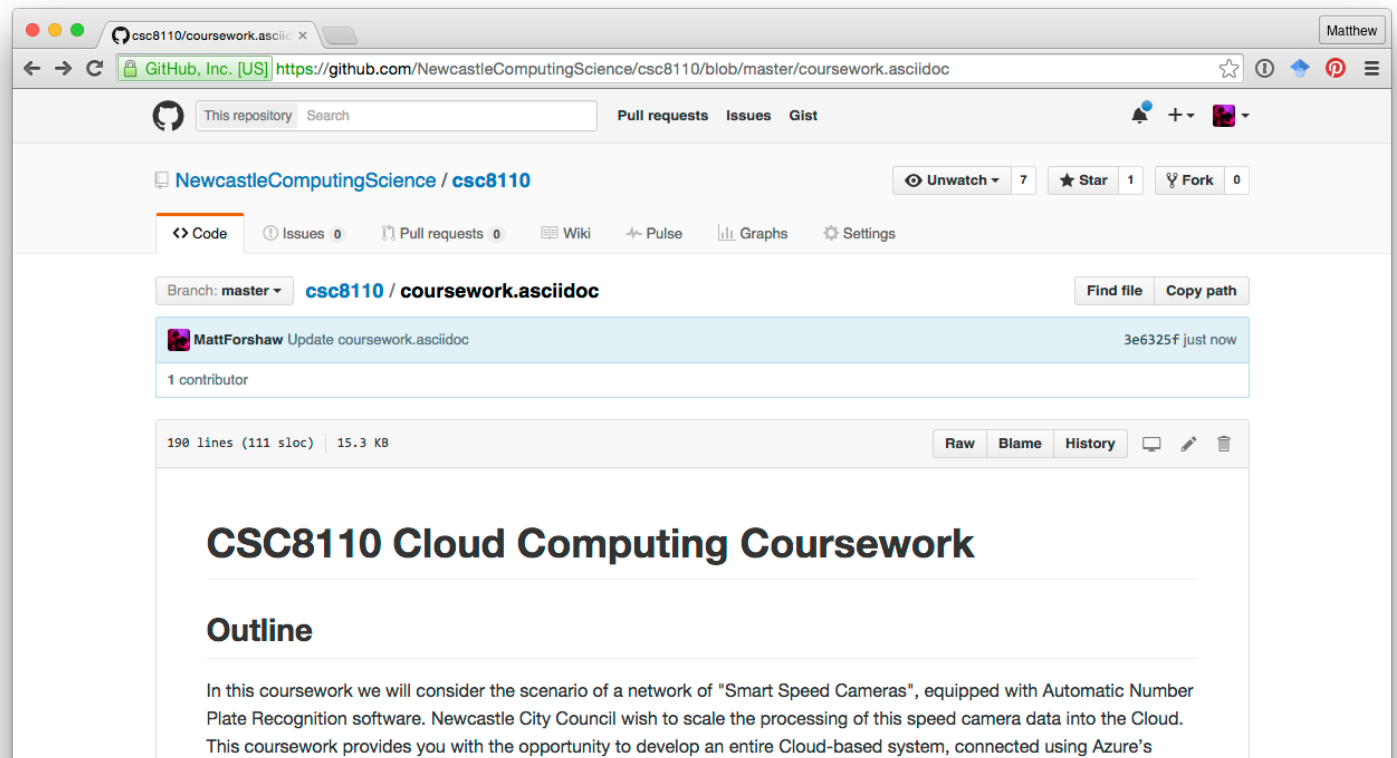 csc8110/coursework.asciic
Matthew
GitHub, Inc. [US] https://github.com/NewcastleComputingScience/csc8110/blob/master/coursework.asciidoc
This repository Search Pull requests Issues Gist
NewcastleComputingScience / csc8110 Unwatch 7 Star 1 Fork 0
Code Issues 0 Pull requests 0 Wiki Pulse Graphs Settings
Branch: master csc8110 / coursework.asciidoc Find file Copy path
MattForshaw Update coursework.asciidoc 3e6325f just now
1 contributor
190 lines (111 sloc) 15.3 KB Raw Blame History
CSC8110 Cloud Computing Coursework
Outline
In this coursework we will consider the scenario of a network of "Smart Speed Cameras", equipped with Automatic Number
Plate Recognition software. Newcastle City Council wish to scale the processing of this speed camera data into the Cloud.
This coursework provides you with the opportunity to develop an entire Cloud-based system, connected using Azure's